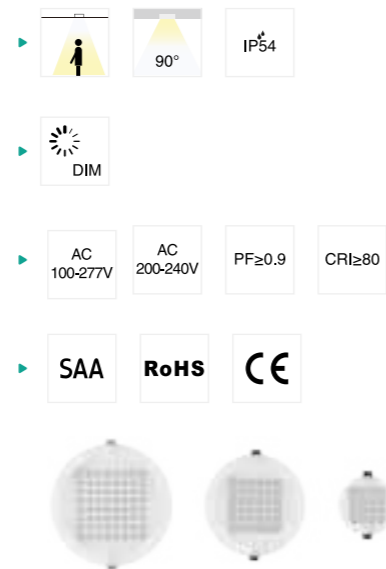 90°
IP54
DIM
AC
100-277V
AC
200-240V
PF≥0.9
CRI≥80
SAA
RoHS
CE